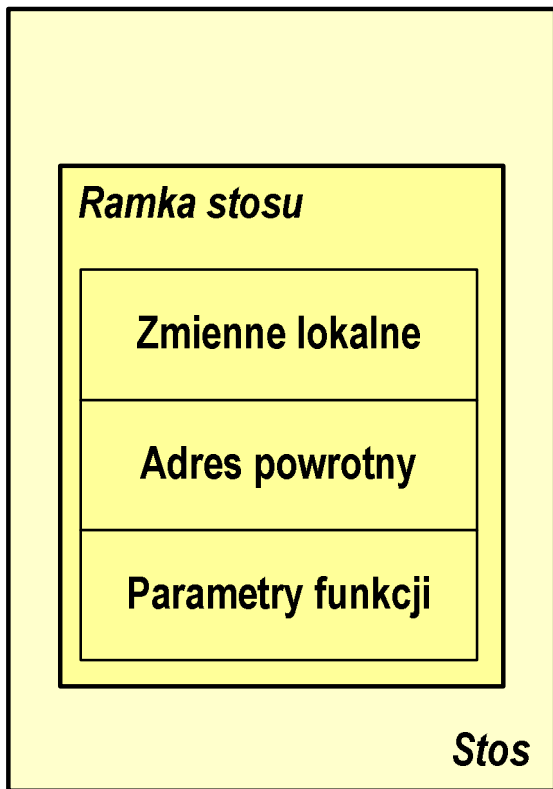 Ramka stosu
Zmienne lokalne
Adres powrotny
Parametry funkcji
Stos